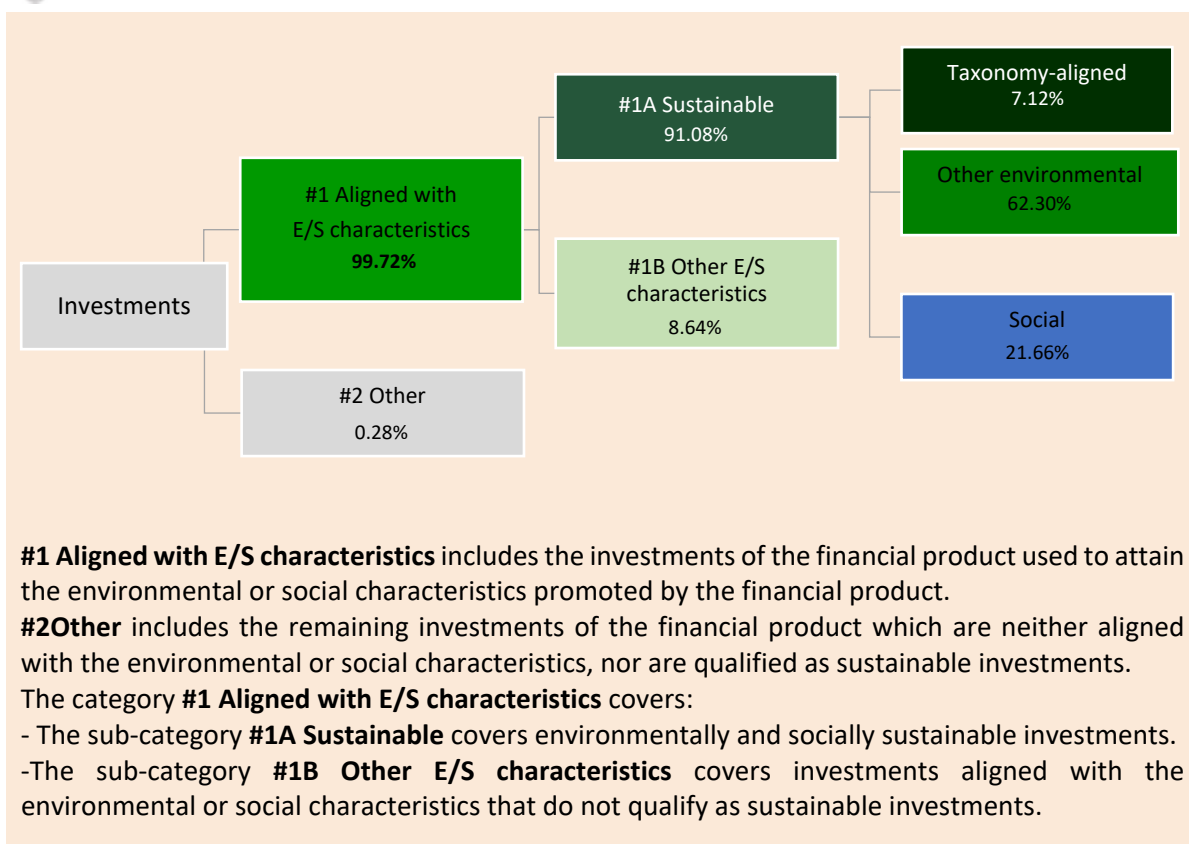 Investments
#1 Aligned with
E/S characteristics
99.72%
#2 Other
0.28%
#1A Sustainable
91.08%
#1B Other E/S
characteristics
8.64%
Taxonomy-aligned
7.12%
Other environmental
62.30%
Social
21.66%
#1 Aligned with E/S characteristics includes the investments of the financial product used to attain
the environmental or social characteristics promoted by the financial product.
#2Other includes the remaining investments of the financial product which are neither aligned
with the environmental or social characteristics, nor are qualified as sustainable investments.
The category #1 Aligned with E/S characteristics covers:
- The sub-category #1A Sustainable covers environmentally and socially sustainable investments.
-The sub-category #1B Other E/S characteristics covers investments aligned with the
environmental or social characteristics that do not qualify as sustainable investments.